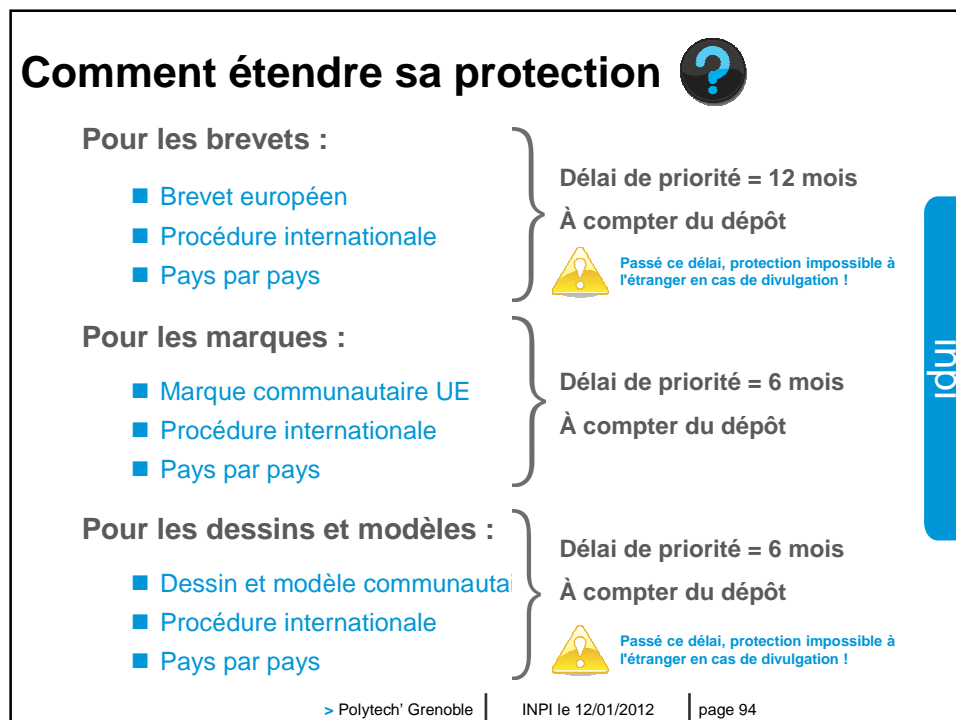 Comment étendre sa protection ?
Pour les brevets :
Brevet européen
Procédure internationale
Pays par pays
Délai de priorité = 12 mois
À compter du dépôt
Passé ce délai, protection impossible à
l'étranger en cas de divulgation !
Pour les marques :
Marque communautaire UE
Procédure internationale
Pays par pays
Délai de priorité = 6 mois
À compter du dépôt
Pour les dessins et modèles :
Dessin et modèle communautai
Procédure internationale
Pays par pays
Délai de priorité = 6 mois
À compter du dépôt
Passé ce délai, protection impossible à
l'étranger en cas de divulgation !
inpi
> Polytech' Grenoble | INPI le 12/01/2012 | page 94